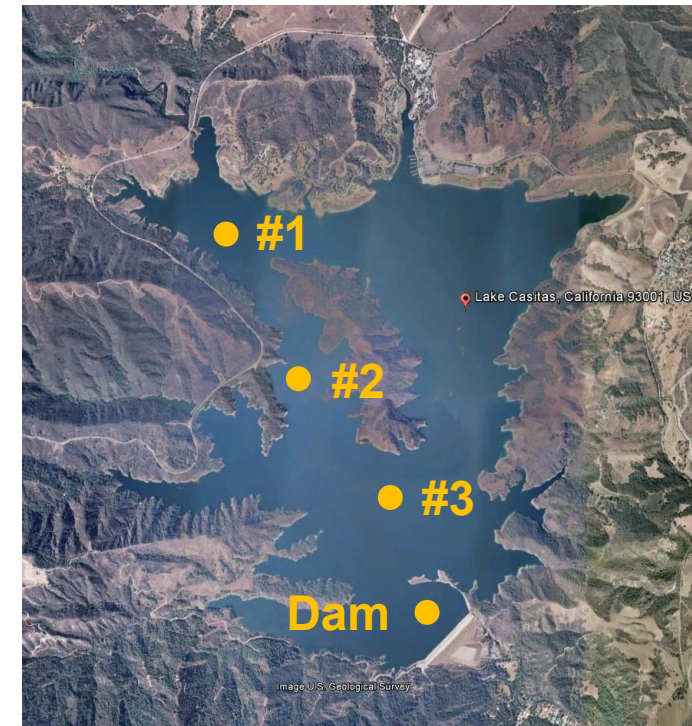 #1
Lake Casitas, California 93001, US
#2
#3
Dam
Image U.S. Geological Survey